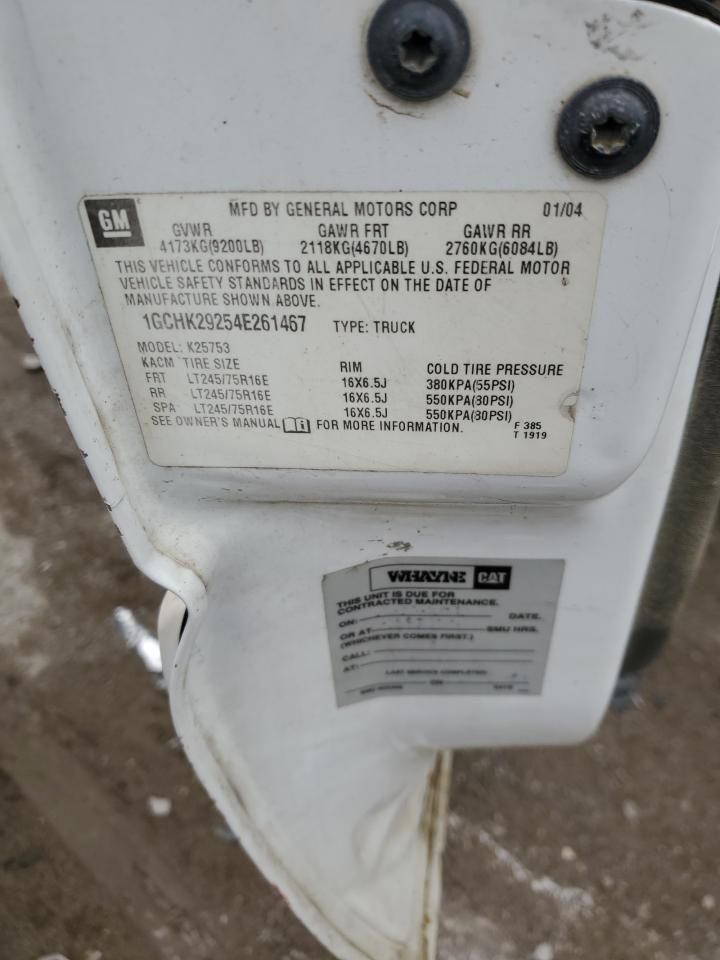 GM
MFD BY GENERAL MOTORS CORP 01/04
GVWR GAWR FRT GAWR RR
4173KG(9200LB) 2118KG(4670LB) 2760KG(6084LB)
THIS VEHICLE CONFORMS TO ALL APPLICABLE U.S. FEDERAL MOTOR
VEHICLE SAFETY STANDARDS IN EFFECT ON THE DATE OF
MANUFACTURE SHOWN ABOVE.
1GCHK29254E261467 TYPE: TRUCK
MODEL: K25753
KACM TIRE SIZE RIM COLD TIRE PRESSURE
FRT LT245/75R16E 16X6.5J 380KPA(55PSI)
RR LT245/75R16E 16X6.5J 550KPA(80PSI)
SPA LT245/75R16E 16X6.5J 550KPA(80PSI)
SEE OWNER'S MANUAL FOR MORE INFORMATION.
F 385
T 1919
WHAYNE CAT
THIS UNIT IS DUE FOR
CONTRACTED MAINTENANCE.
ON: DATE.
OR AT SMU HRS.
(WHICHEVER COMES FIRST.)
CALL:
AT:
LAST SERVICE COMPLETED
ON